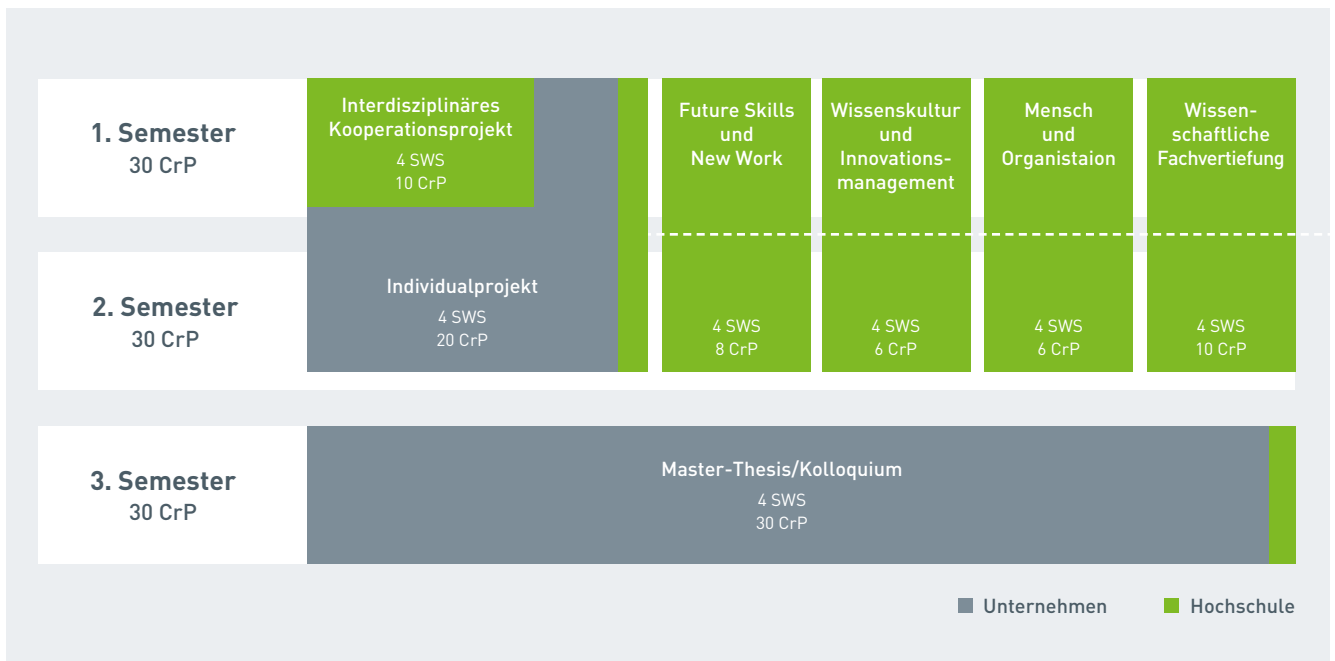 1. Semester
30 CrP
Interdisziplinäres
Kooperationsprojekt
4 SWS
10 CrP
Future Skills
und
New Work
Wissenskultur
und
Innovations-
management
Mensch
und
Organistaion
Wissen-
schaftliche
Fachvertiefung
2. Semester
30 CrP
Individualprojekt
4 SWS
20 CrP
4 SWS
8 CrP
4 SWS
6 CrP
4 SWS
6 CrP
4 SWS
10 CrP
3. Semester
30 CrP
Master-Thesis/Kolloquium
4 SWS
30 CrP
Unternehmen
Hochschule